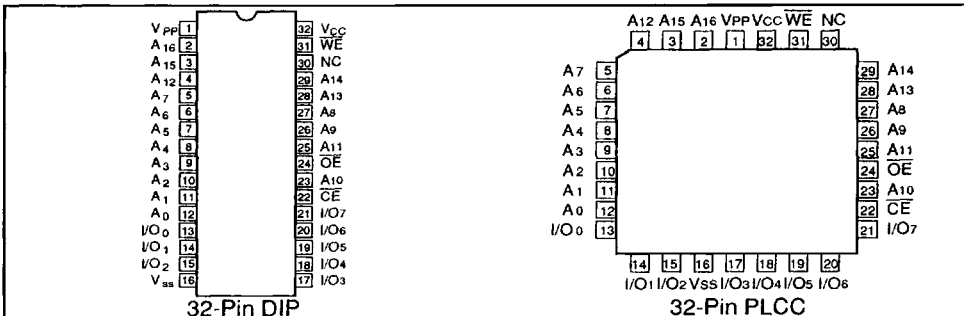 VPP 1 32 VCC
A16 2 31 WE
A15 3 30 NC
A12 4 29 A14
A7 5 28 A13
A6 6 27 A8
A5 7 26 A9
A4 8 25 A11
A3 9 24 OE
A2 10 23 A10
A1 11 22 CE
A0 12 21 I/O7
I/O0 13 20 I/O6
I/O1 14 19 I/O5
I/O2 15 18 I/O4
Vss 16 17 I/O3
32-Pin DIP
A12 A15 A16 VPP VCC WE NC
4 3 2 1 32 31 30
A7 5 29 A14
A6 6 28 A13
A5 7 27 A8
A4 8 26 A9
A3 9 25 A11
A2 10 24 OE
A1 11 23 A10
A0 12 22 CE
I/O0 13 21 I/O7
14 15 16 17 18 19 20
I/O1 I/O2 VSS I/O3 I/O4 I/O5 I/O6
32-Pin PLCC